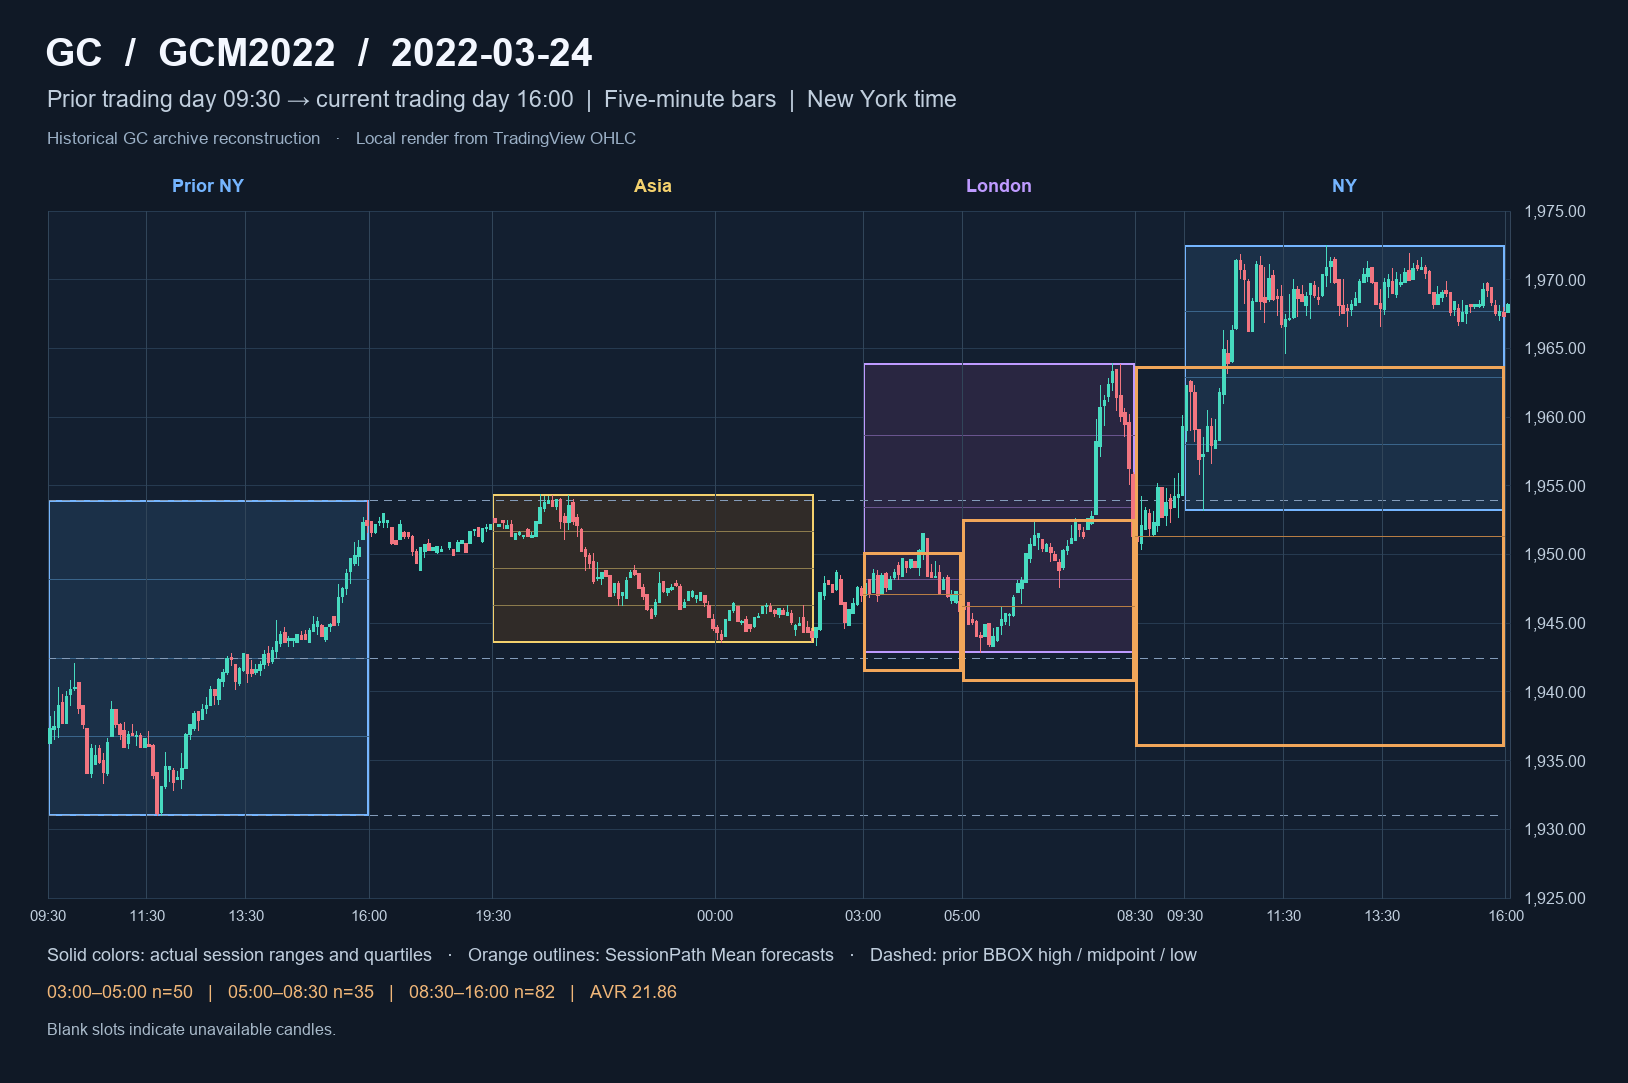 GC / GCM2022 / 2022-03-24
Prior trading day 09:30 → current trading day 16:00 | Five-minute bars | New York time
Historical GC archive reconstruction · Local render from TradingView OHLC
Prior NY Asia London NY
1,975.00
1,970.00
1,965.00
1,960.00
1,955.00
1,950.00
1,945.00
1,940.00
1,935.00
1,930.00
1,925.00
09:30 11:30 13:30 16:00 19:30 00:00 03:00 05:00 08:30 09:30 11:30 13:30 16:00
Solid colors: actual session ranges and quartiles · Orange outlines: SessionPath Mean forecasts · Dashed: prior BBOX high / midpoint / low
03:00–05:00 n=50 | 05:00–08:30 n=35 | 08:30–16:00 n=82 | AVR 21.86
Blank slots indicate unavailable candles.